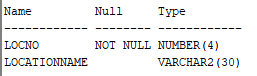 Name Null Type
------------ -------- ------------
LOCNO NOT NULL NUMBER(4)
LOCATIONNAME VARCHAR2(30)